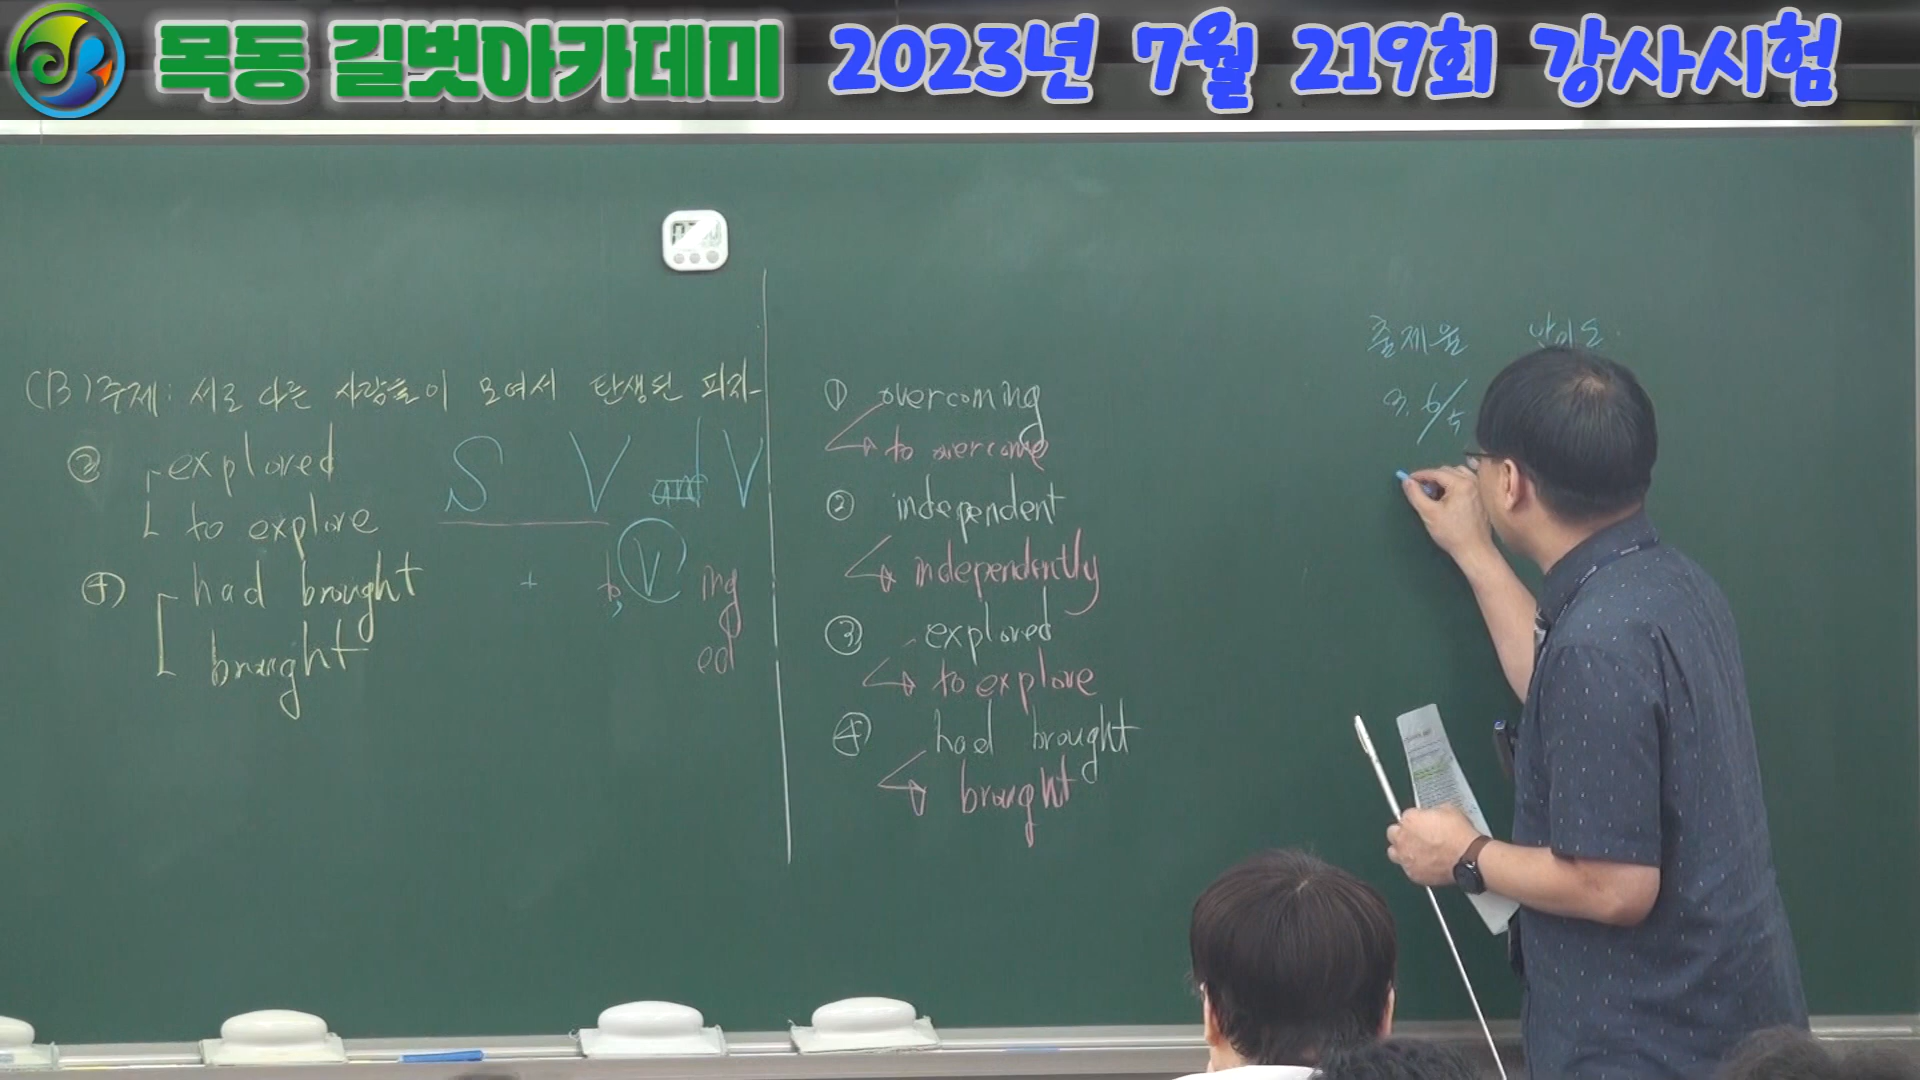 목동 길벗아카데미 2023년 7월 219회 강사시험
(B) 주제: 서로 다른 사람들이 모여서 탄생된 피자
③ explored
to explore
④ had brought
brought
S V and V
+ to V ing
ed
① overcoming
to overcome
② independent
independently
③ explored
to explore
④ had brought
brought
출제율 난이도